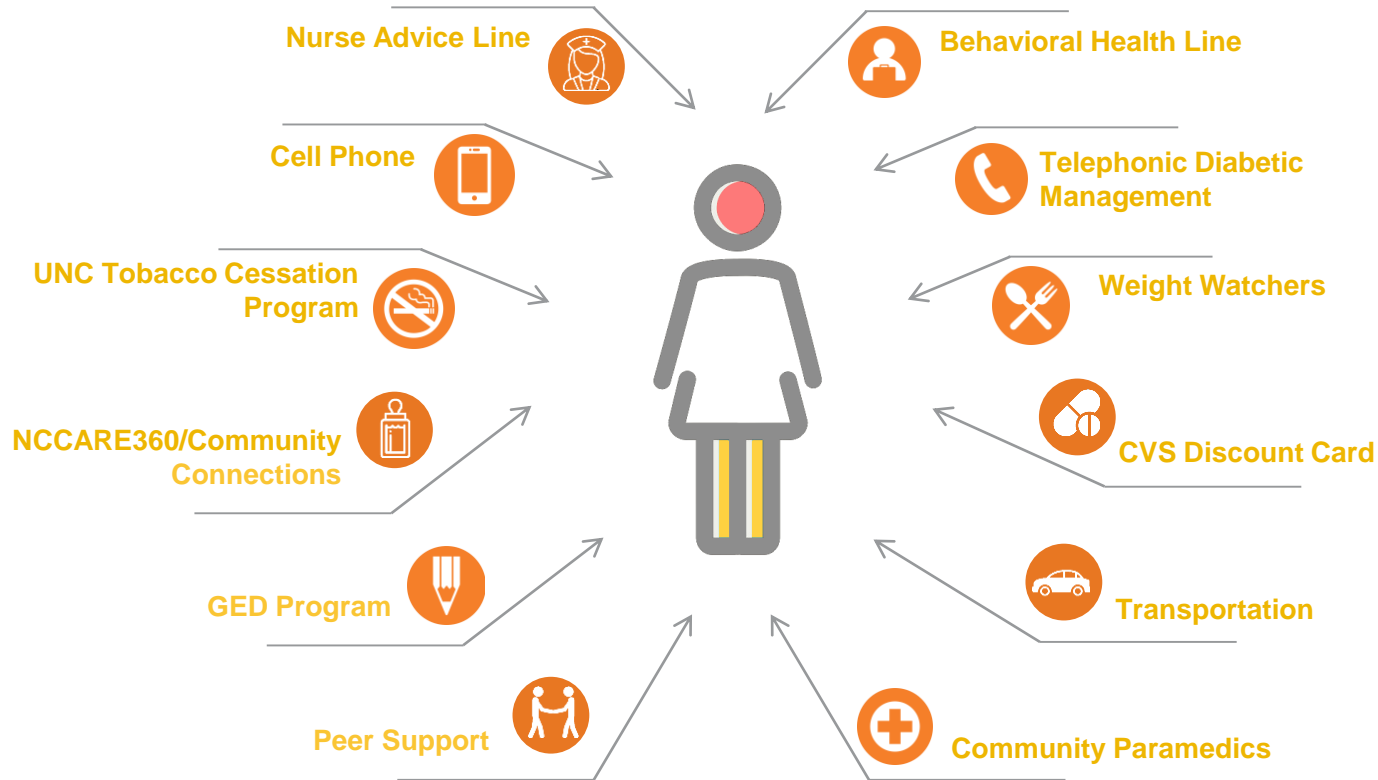 Nurse Advice Line
Behavioral Health Line
Cell Phone
Telephonic Diabetic
Management
UNC Tobacco Cessation
Program
Weight Watchers
NCCARE360/Community
Connections
CVS Discount Card
GED Program
Transportation
Peer Support
Community Paramedics